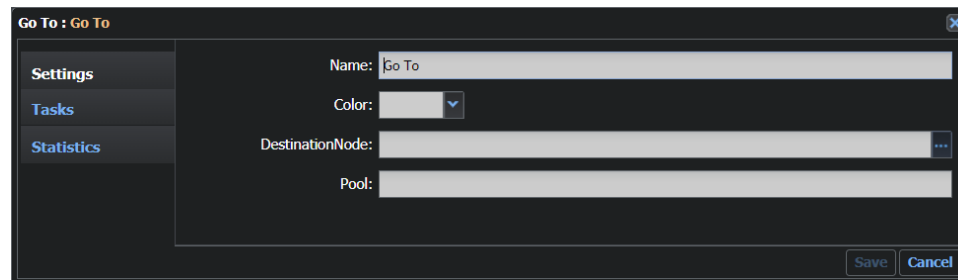 Go To : Go To
Settings
Tasks
Statistics
Name: Go To
Color:
DestinationNode:
...
Pool:
Save Cancel